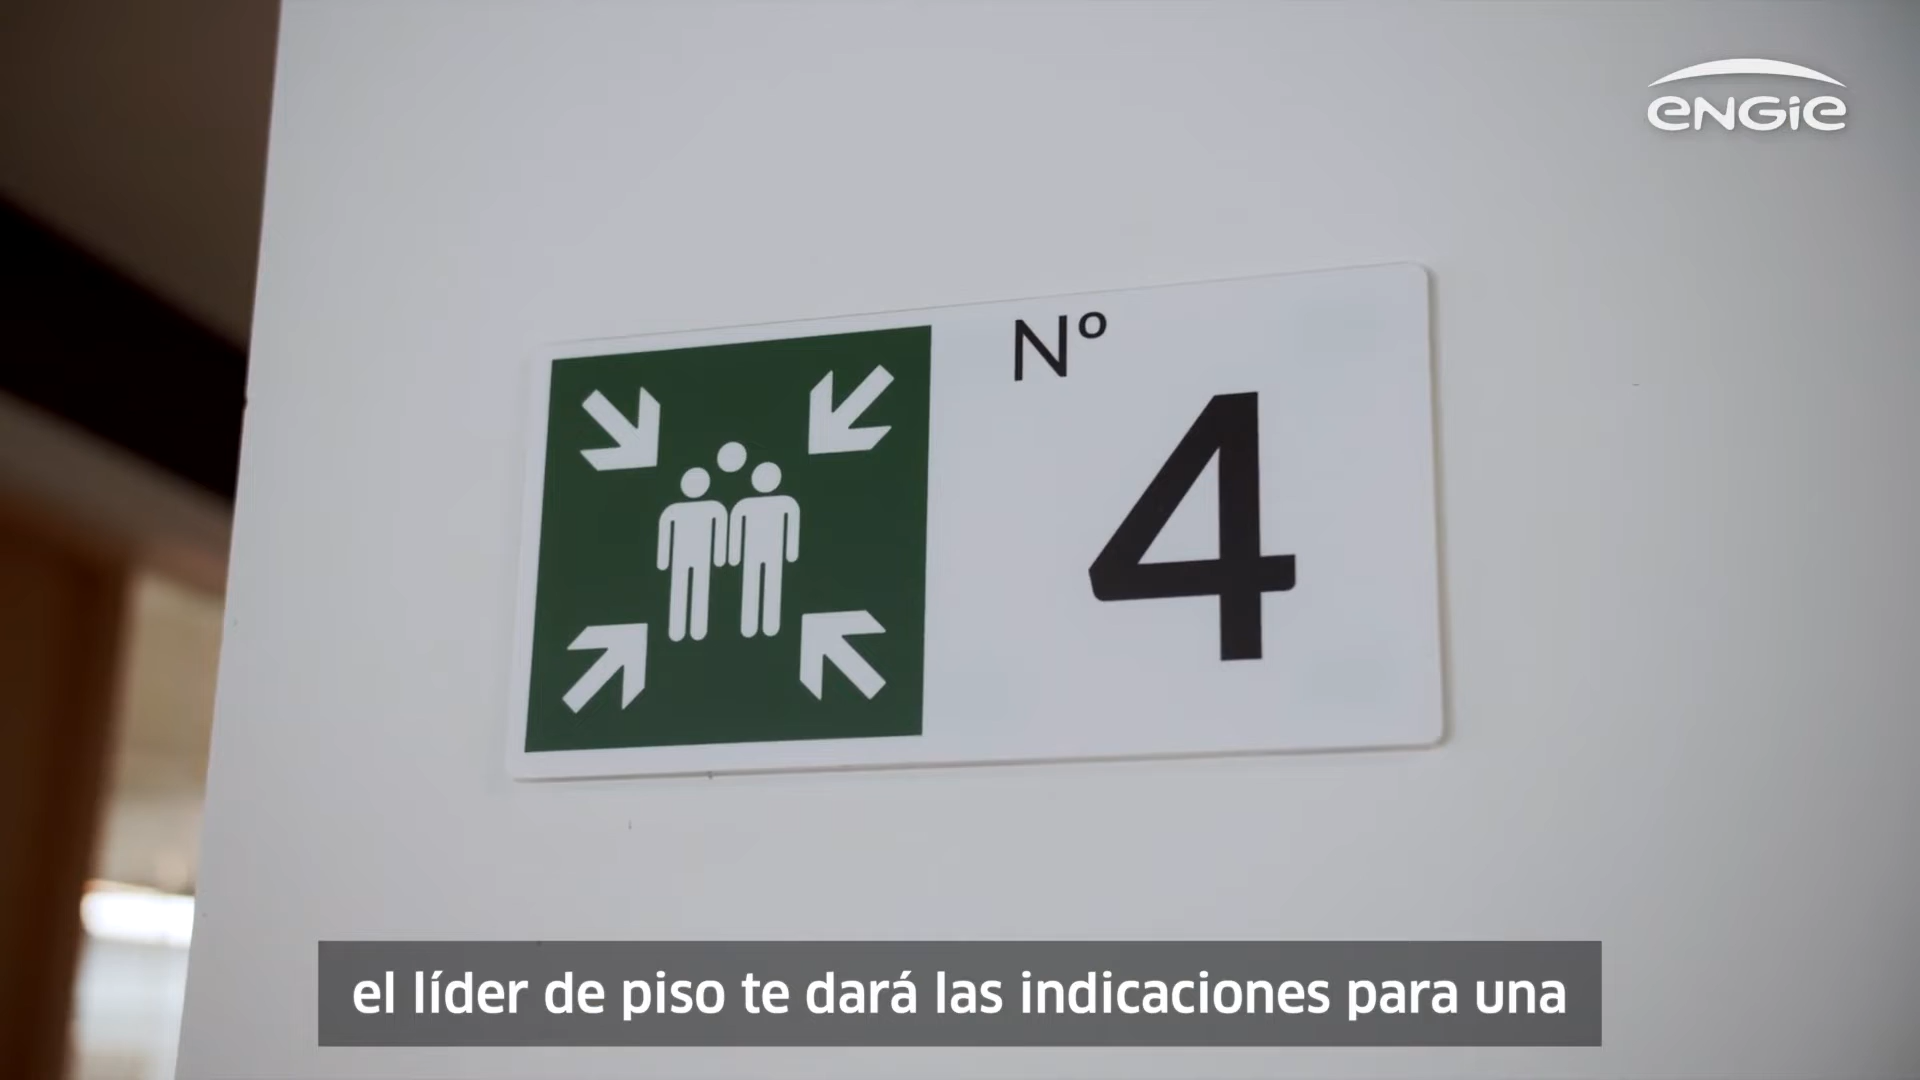 ENGIE
Nº
4
el líder de piso te dará las indicaciones para una